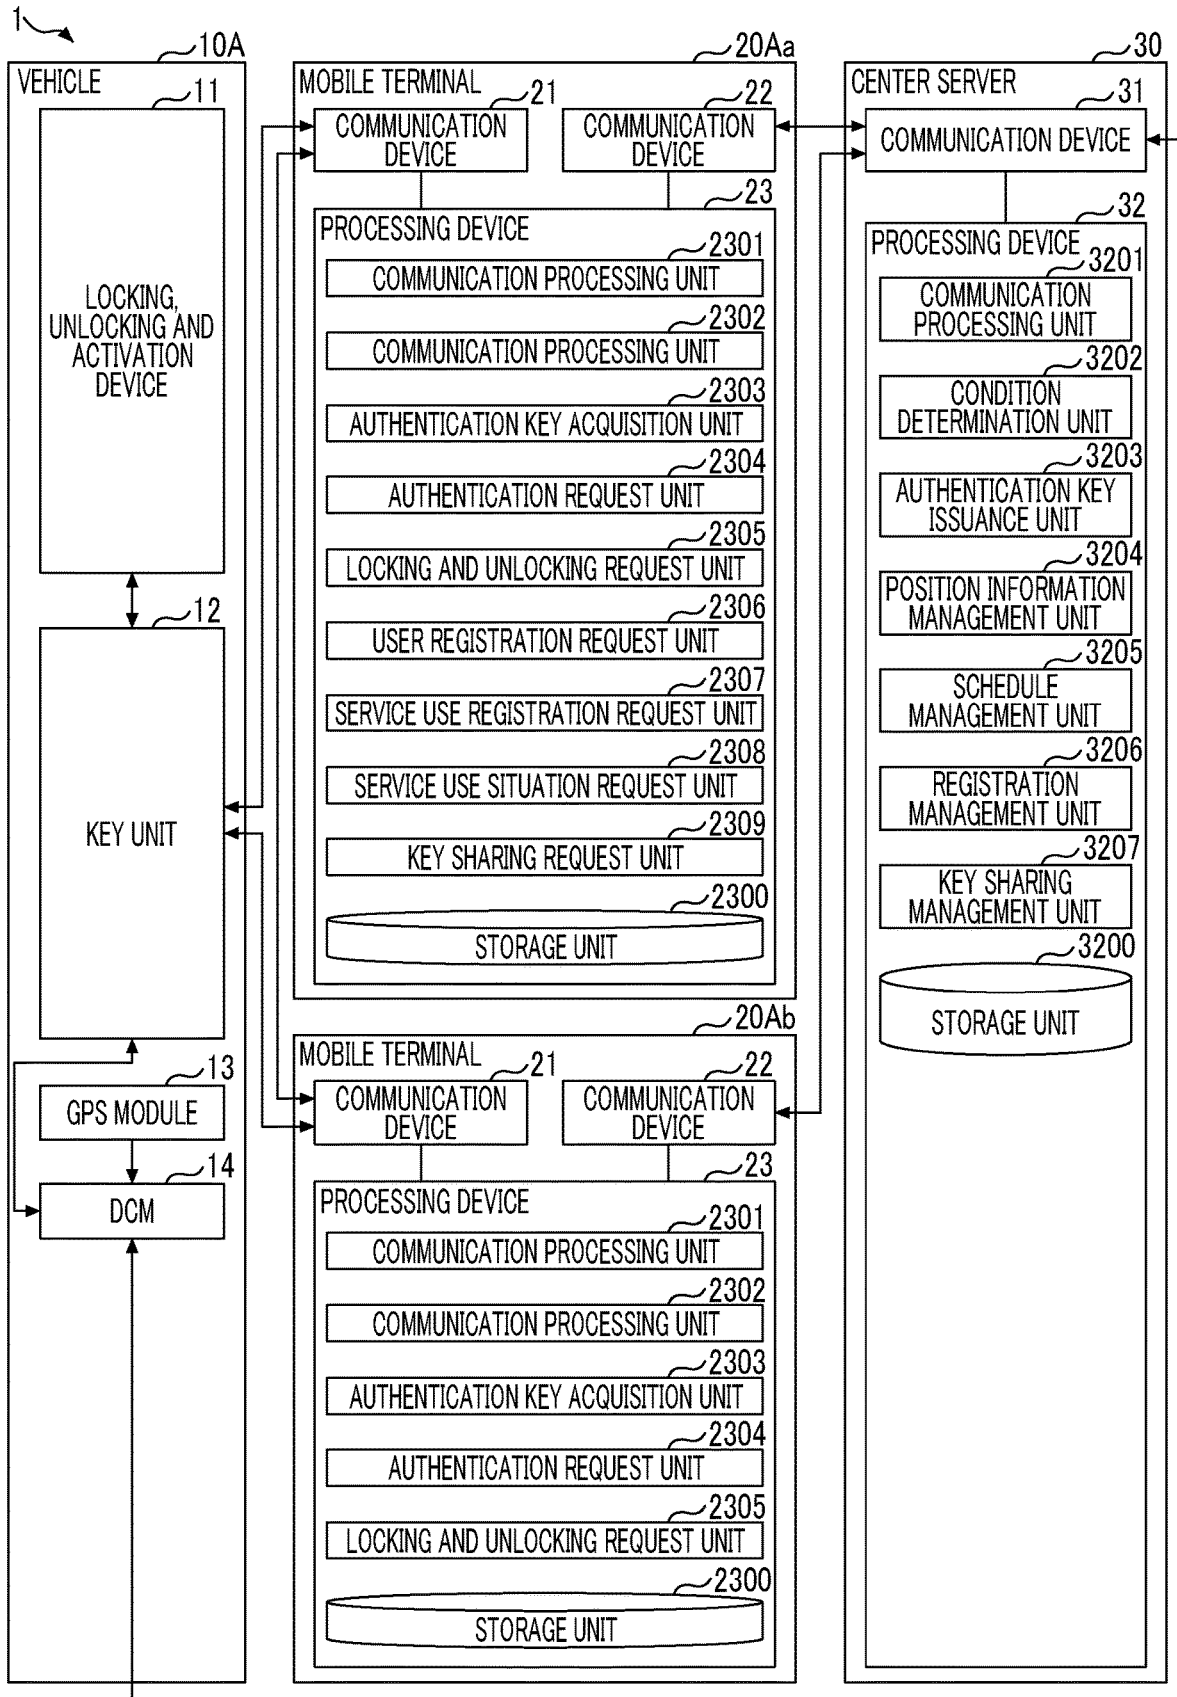 1
10A
VEHICLE
11
LOCKING,
UNLOCKING AND
ACTIVATION
DEVICE
12
KEY UNIT
13
GPS MODULE
14
DCM
20Aa
MOBILE TERMINAL
21
COMMUNICATION
DEVICE
22
COMMUNICATION
DEVICE
23
PROCESSING DEVICE
2301
COMMUNICATION PROCESSING UNIT
2302
COMMUNICATION PROCESSING UNIT
2303
AUTHENTICATION KEY ACQUISITION UNIT
2304
AUTHENTICATION REQUEST UNIT
2305
LOCKING AND UNLOCKING REQUEST UNIT
2306
USER REGISTRATION REQUEST UNIT
2307
SERVICE USE REGISTRATION REQUEST UNIT
2308
SERVICE USE SITUATION REQUEST UNIT
2309
KEY SHARING REQUEST UNIT
2300
STORAGE UNIT
20Ab
MOBILE TERMINAL
21
COMMUNICATION
DEVICE
22
COMMUNICATION
DEVICE
23
PROCESSING DEVICE
2301
COMMUNICATION PROCESSING UNIT
2302
COMMUNICATION PROCESSING UNIT
2303
AUTHENTICATION KEY ACQUISITION UNIT
2304
AUTHENTICATION REQUEST UNIT
2305
LOCKING AND UNLOCKING REQUEST UNIT
2300
STORAGE UNIT
30
CENTER SERVER
31
COMMUNICATION DEVICE
32
PROCESSING DEVICE
3201
COMMUNICATION
PROCESSING UNIT
3202
CONDITION
DETERMINATION UNIT
3203
AUTHENTICATION KEY
ISSUANCE UNIT
3204
POSITION INFORMATION
MANAGEMENT UNIT
3205
SCHEDULE
MANAGEMENT UNIT
3206
REGISTRATION
MANAGEMENT UNIT
3207
KEY SHARING
MANAGEMENT UNIT
3200
STORAGE UNIT